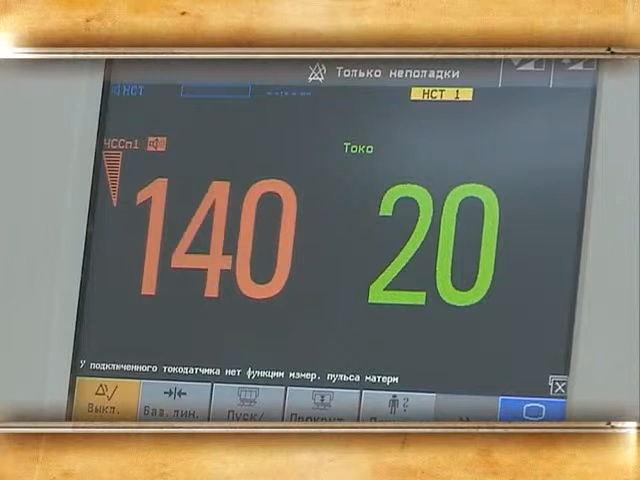 Только неполадки
НСТ
НСТ 1
ЧССп1
Токо
140
20
У подключенного токодатчика нет функции измер. пульса матери
Выкл.
Баз.лин.
Пуск/